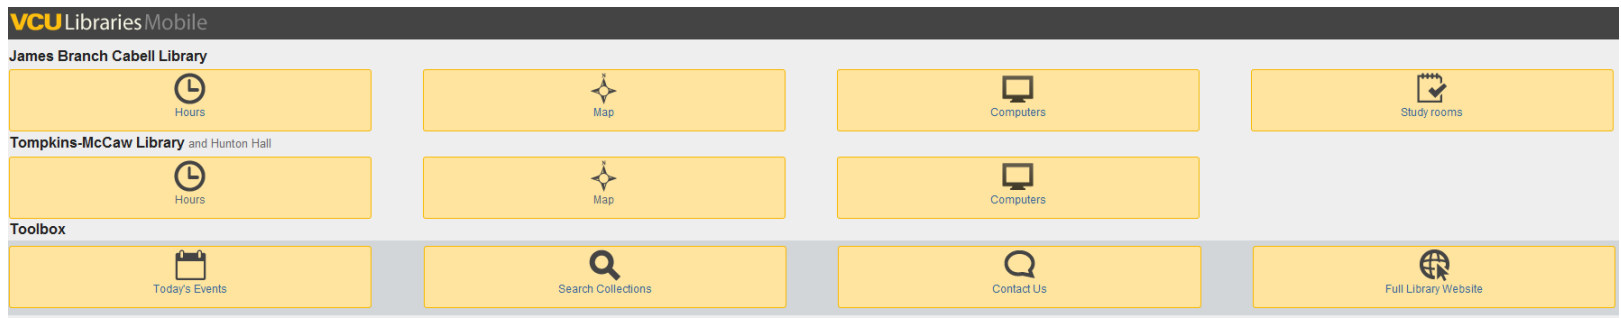 VCU Libraries Mobile
James Branch Cabell Library
Hours
Map
Computers
Study rooms
Tompkins-McCaw Library and Hunton Hall
Hours
Map
Computers
Toolbox
Today's Events
Search Collections
Contact Us
Full Library Website